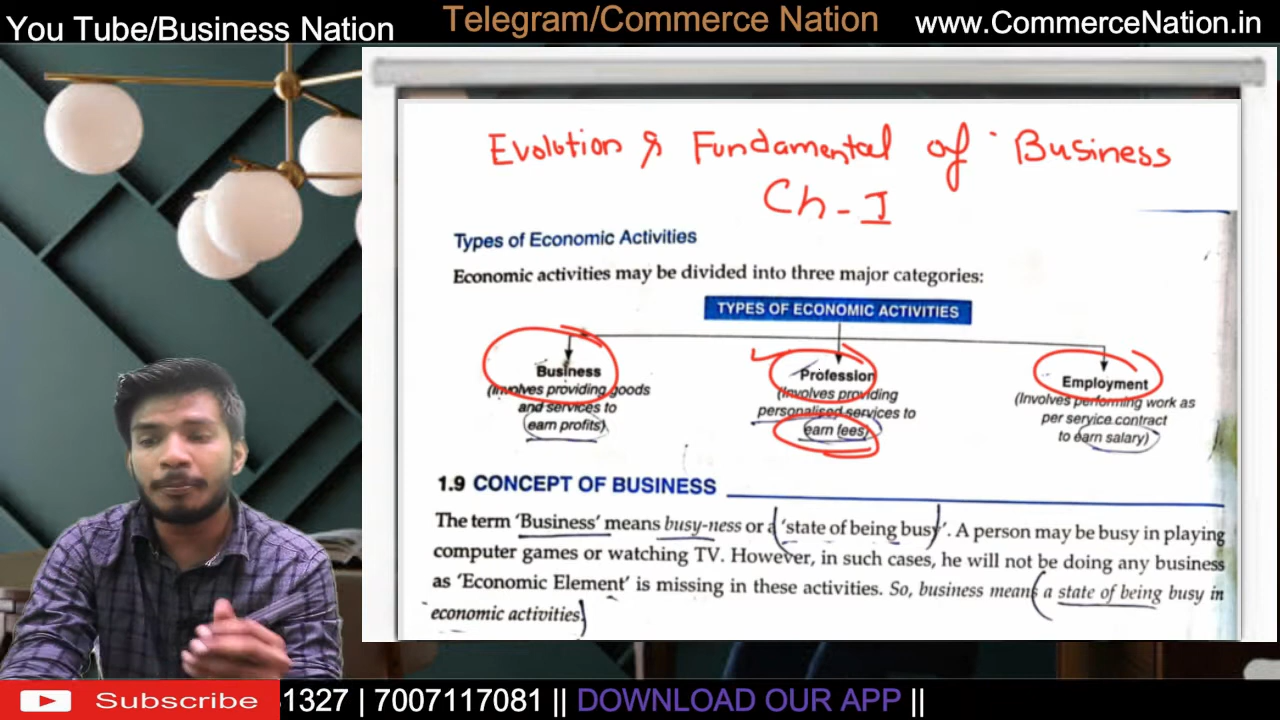 You Tube/Business Nation
Telegram/Commerce Nation
www.CommerceNation.in
Evolution & Fundamental of Business
Ch-I
Types of Economic Activities
Economic activities may be divided into three major categories:
TYPES OF ECONOMIC ACTIVITIES
Business
(Involves providing goods
and services to
earn profits)
Profession
(Involves providing
personalised services to
earn fees)
Employment
(Involves performing work as
per service contract
to earn salary)
1.9 CONCEPT OF BUSINESS
The term 'Business' means busy-ness or a 'state of being busy'. A person may be busy in playing
computer games or watching TV. However, in such cases, he will not be doing any business
as 'Economic Element' is missing in these activities. So, business means a state of being busy in
economic activities.
Subscribe
1327 | 7007117081 || DOWNLOAD OUR APP ||